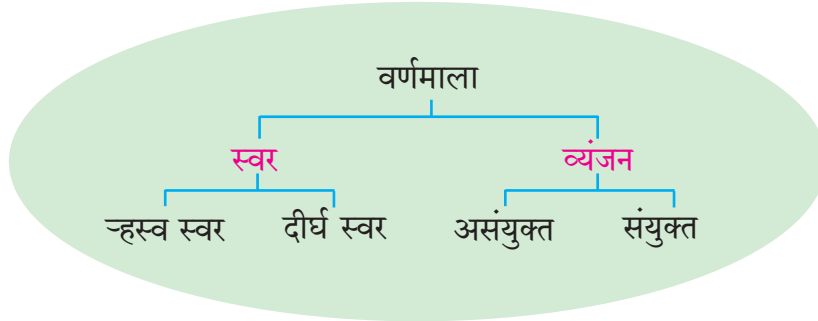 वर्णमाला
स्वर व्यंजन
ऱ्हस्व स्वर दीर्घ स्वर असंयुक्त संयुक्त